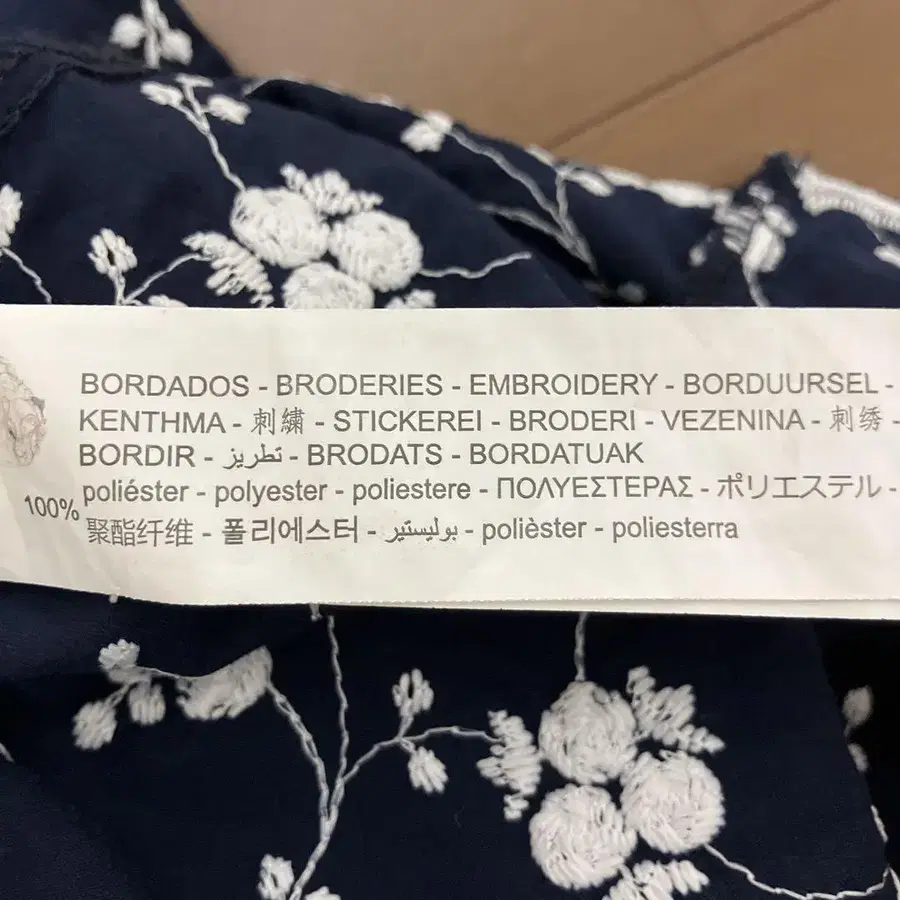 BORDADOS - BRODERIES - EMBROIDERY - BORDUURSEL -
KENTHMA - 刺繍 - STICKEREI - BRODERI - VEZENINA - 刺绣 -
BORDIR - تطريز - BRODATS - BORDATUAK
100% poliéster - polyester - poliestere - ΠΟΛΥΕΣΤΕΡΑΣ - ポリエステル -
聚酯纤维 - 폴리에스터 - بوليستير - polièster - poliesterra